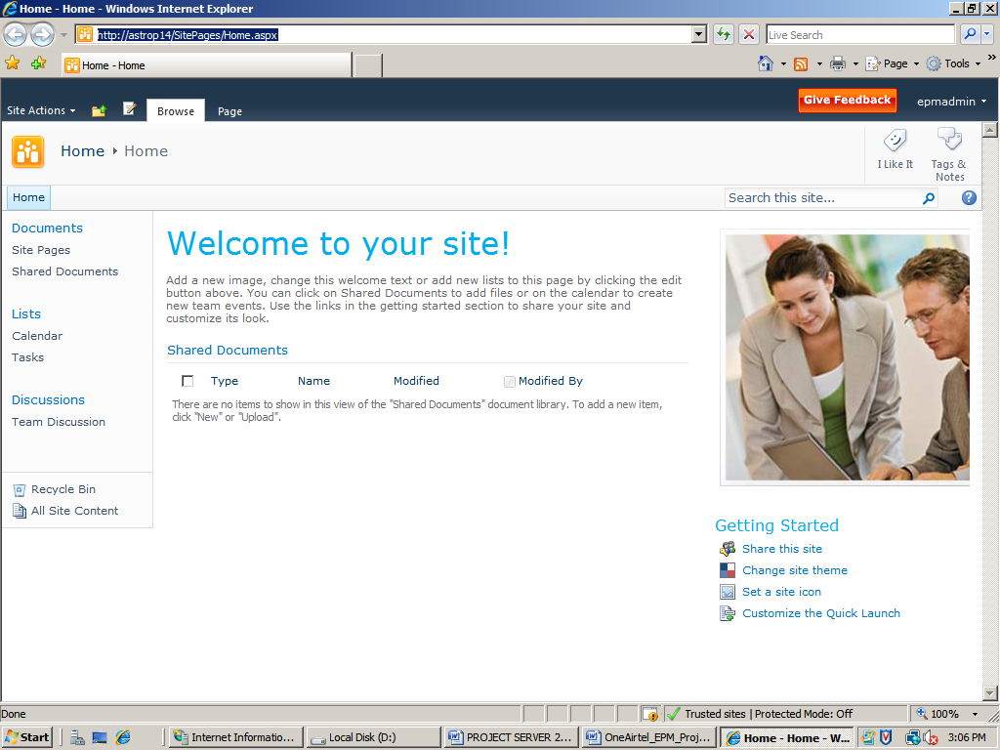 Home - Home - Windows Internet Explorer
http://astrop14/SitePages/Home.aspx
Live Search
Home - Home
Page
Tools
»
Give Feedback
epmadmin
Site Actions
Browse
Page
Home
Home
I Like It
Tags &
Notes
Home
Search this site...
Documents
Site Pages
Shared Documents
Lists
Calendar
Tasks
Discussions
Team Discussion
Recycle Bin
All Site Content
Welcome to your site!
Add a new image, change this welcome text or add new lists to this page by clicking the edit
button above. You can click on Shared Documents to add files or on the calendar to create
new team events. Use the links in the getting started section to share your site and
customize its look.
Shared Documents
Type Name Modified Modified By
There are no items to show in this view of the "Shared Documents" document library. To add a new item,
click "New" or "Upload".
Getting Started
Share this site
Change site theme
Set a site icon
Customize the Quick Launch
Done
Trusted sites | Protected Mode: Off
100%
Start
Internet Informatio...
Local Disk (D:)
PROJECT SERVER 2...
OneAirtel_EPM_Proj...
Home - Home - W...
3:06 PM